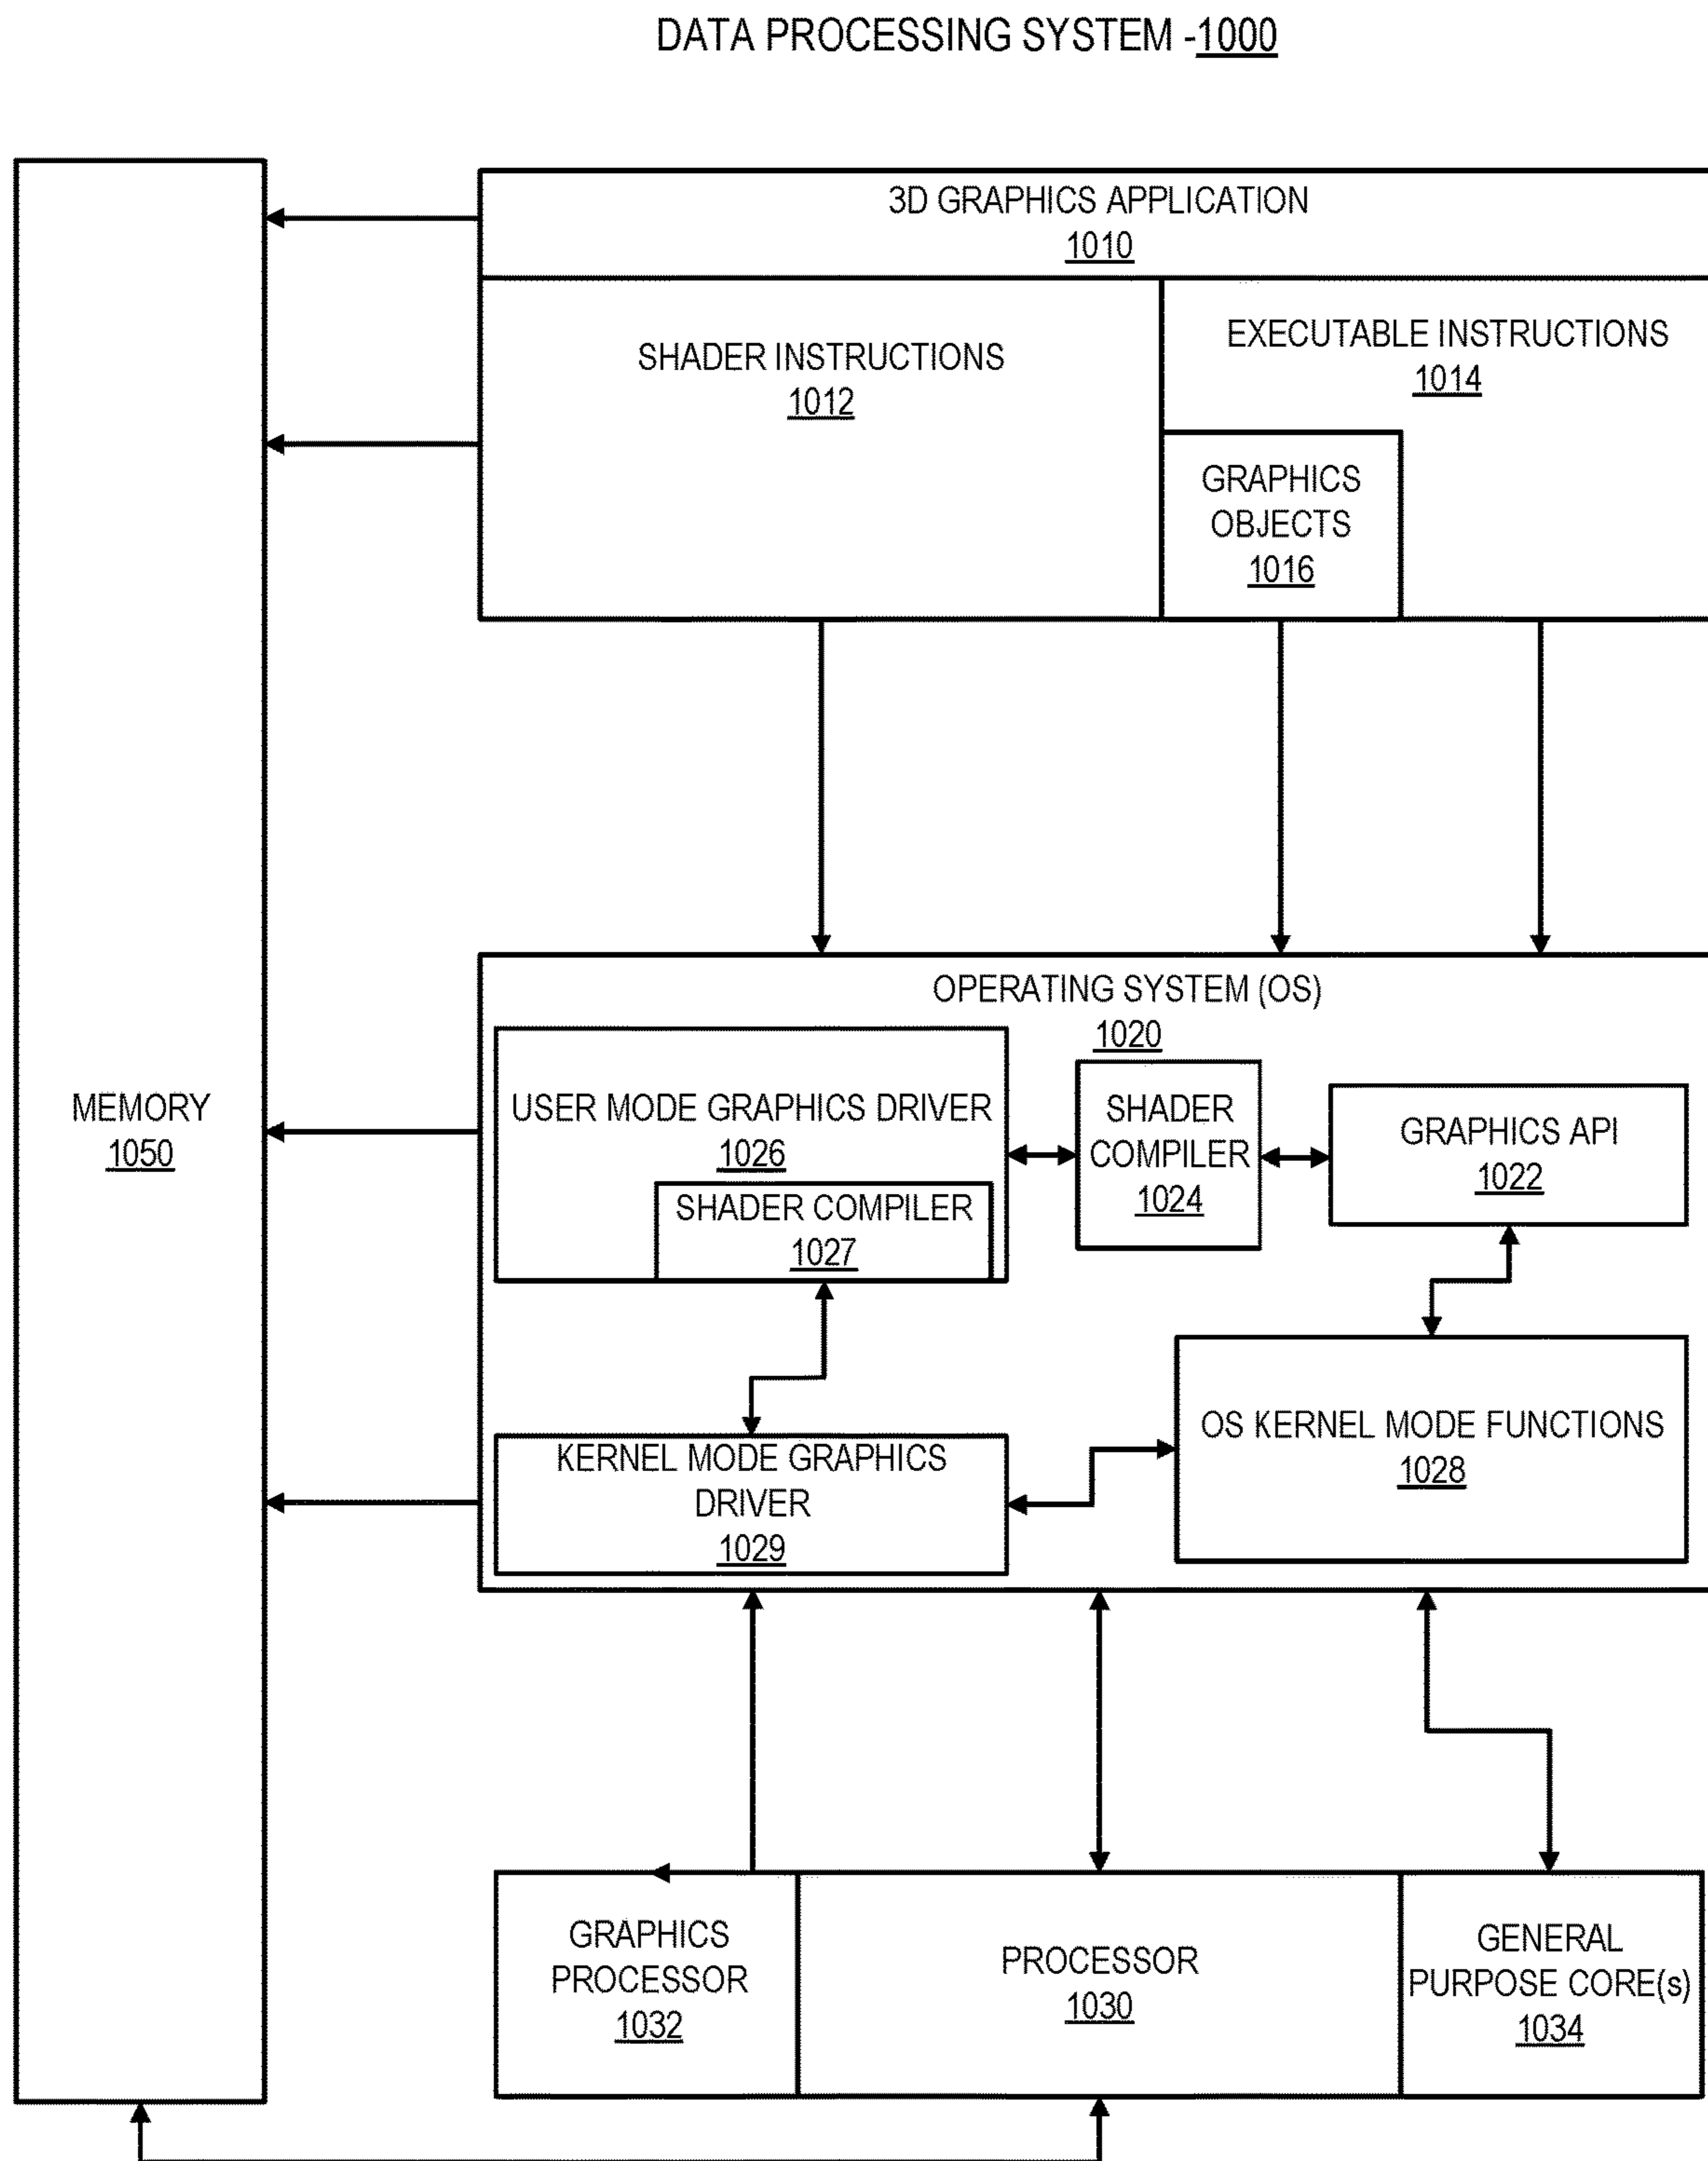 DATA PROCESSING SYSTEM -1000
3D GRAPHICS APPLICATION
1010
SHADER INSTRUCTIONS
1012
EXECUTABLE INSTRUCTIONS
1014
GRAPHICS
OBJECTS
1016
OPERATING SYSTEM (OS)
1020
MEMORY
1050
USER MODE GRAPHICS DRIVER
1026
SHADER COMPILER
1027
SHADER
COMPILER
1024
GRAPHICS API
1022
KERNEL MODE GRAPHICS
DRIVER
1029
OS KERNEL MODE FUNCTIONS
1028
GRAPHICS
PROCESSOR
1032
PROCESSOR
1030
GENERAL
PURPOSE CORE(s)
1034